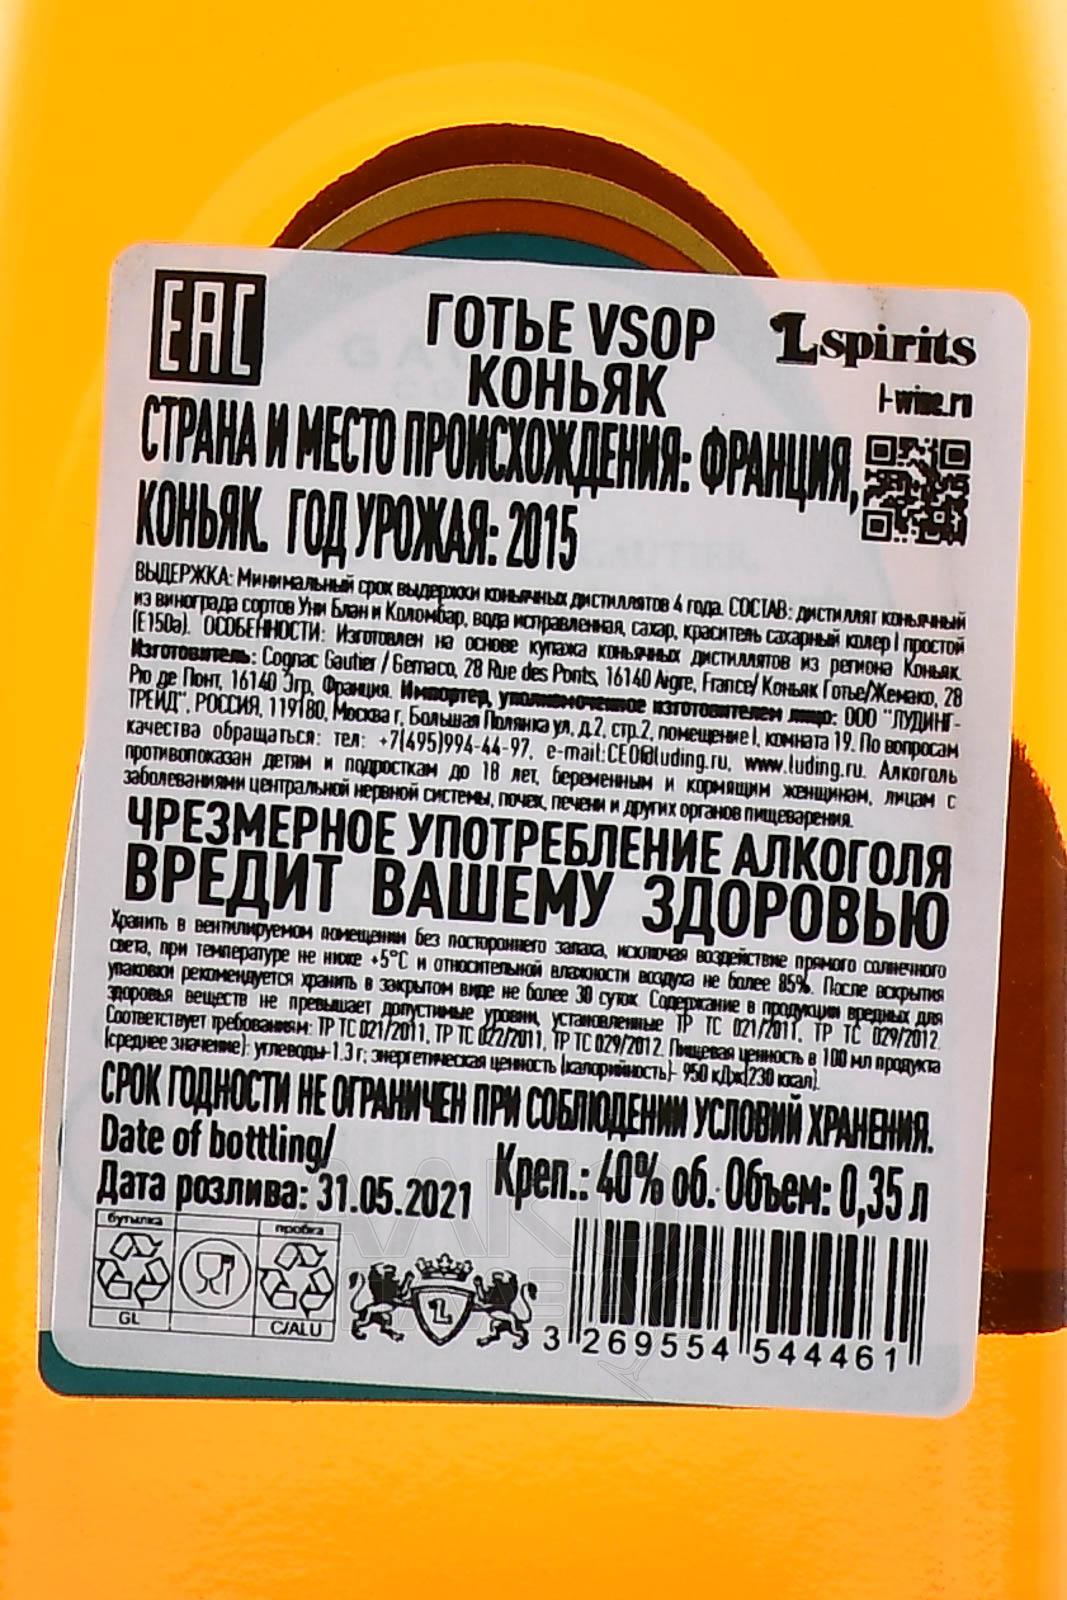 EAC
ГОТЬЕ VSOP
КОНЬЯК
Lspirits
l-wine.ru
СТРАНА И МЕСТО ПРОИСХОЖДЕНИЯ: ФРАНЦИЯ,
КОНЬЯК. ГОД УРОЖАЯ: 2015
ВЫДЕРЖКА: Минимальный срок выдержки коньячных дистиллятов 4 года. СОСТАВ: дистиллят коньячный
из винограда сортов Уни Блан и Коломбар, вода исправленная, сахар, краситель сахарный колер I простой
(Е150а). ОСОБЕННОСТИ: Изготовлен на основе купажа коньячных дистиллятов из региона Коньяк.
Изготовитель: Cognac Gautier / Gemaco, 28 Rue des Ponts, 16140 Aigre, France/ Коньяк Готье/Жемако, 28
Рю де Понт, 16140 Эгр, Франция. Импортер, уполномоченное изготовителем лицо: ООО "ЛУДИНГ-
ТРЕЙД", РОССИЯ, 119180, Москва г, Большая Полянка ул, д.2, стр.2, помещение I, комната 19. По вопросам
качества обращаться: тел: +7(495)994-44-97, e-mail:CEO@luding.ru, www.luding.ru. Алкоголь
противопоказан детям и подросткам до 18 лет, беременным и кормящим женщинам, лицам с
заболеваниями центральной нервной системы, почек, печени и других органов пищеварения.
ЧРЕЗМЕРНОЕ УПОТРЕБЛЕНИЕ АЛКОГОЛЯ
ВРЕДИТ ВАШЕМУ ЗДОРОВЬЮ
Хранить в вентилируемом помещении без постороннего запаха, исключая воздействие прямого солнечного
света, при температуре не ниже +5°С и относительной влажности воздуха не более 85%. После вскрытия
упаковки рекомендуется хранить в закрытом виде не более 30 суток. Содержание в продукции вредных для
здоровья веществ не превышает допустимые уровни, установленные ТР ТС 021/2011, ТР ТС 029/2012.
Соответствует требованиям: ТР ТС 021/2011, ТР ТС 022/2011, ТР ТС 029/2012. Пищевая ценность в 100 мл продукта
(среднее значение): углеводы-1.3 г; энергетическая ценность (калорийность)- 950 кДж(230 ккал).
СРОК ГОДНОСТИ НЕ ОГРАНИЧЕН ПРИ СОБЛЮДЕНИИ УСЛОВИЙ ХРАНЕНИЯ.
Date of bottling/
Дата розлива: 31.05.2021
Креп.: 40% об. Объем: 0,35 л
бутылка
пробка
GL
C/ALU
L
3 269554 544461